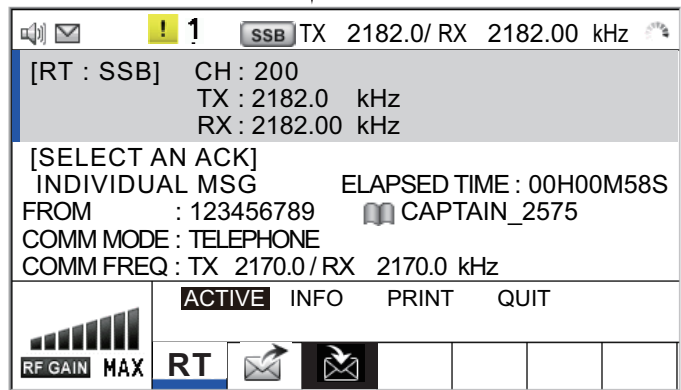 ! 1 SSB TX 2182.0/ RX 2182.00 kHz
[RT : SSB] CH : 200
TX : 2182.0 kHz
RX : 2182.00 kHz
[SELECT AN ACK]
INDIVIDUAL MSG ELAPSED TIME : 00H00M58S
FROM : 123456789 CAPTAIN_2575
COMM MODE : TELEPHONE
COMM FREQ : TX 2170.0 / RX 2170.0 kHz
ACTIVE INFO PRINT QUIT
RF GAIN MAX RT